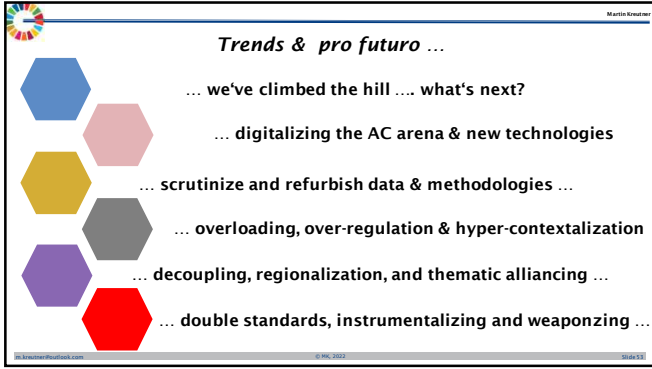 Martin Kreutner
Trends & pro futuro …
… we‘ve climbed the hill …. what‘s next?
… digitalizing the AC arena & new technologies
… scrutinize and refurbish data & methodologies …
… overloading, over-regulation & hyper-contextalization
… decoupling, regionalization, and thematic alliancing …
… double standards, instrumentalizing and weaponzing …
m.kreutner@outlook.com © MK, 2022 Slide 53